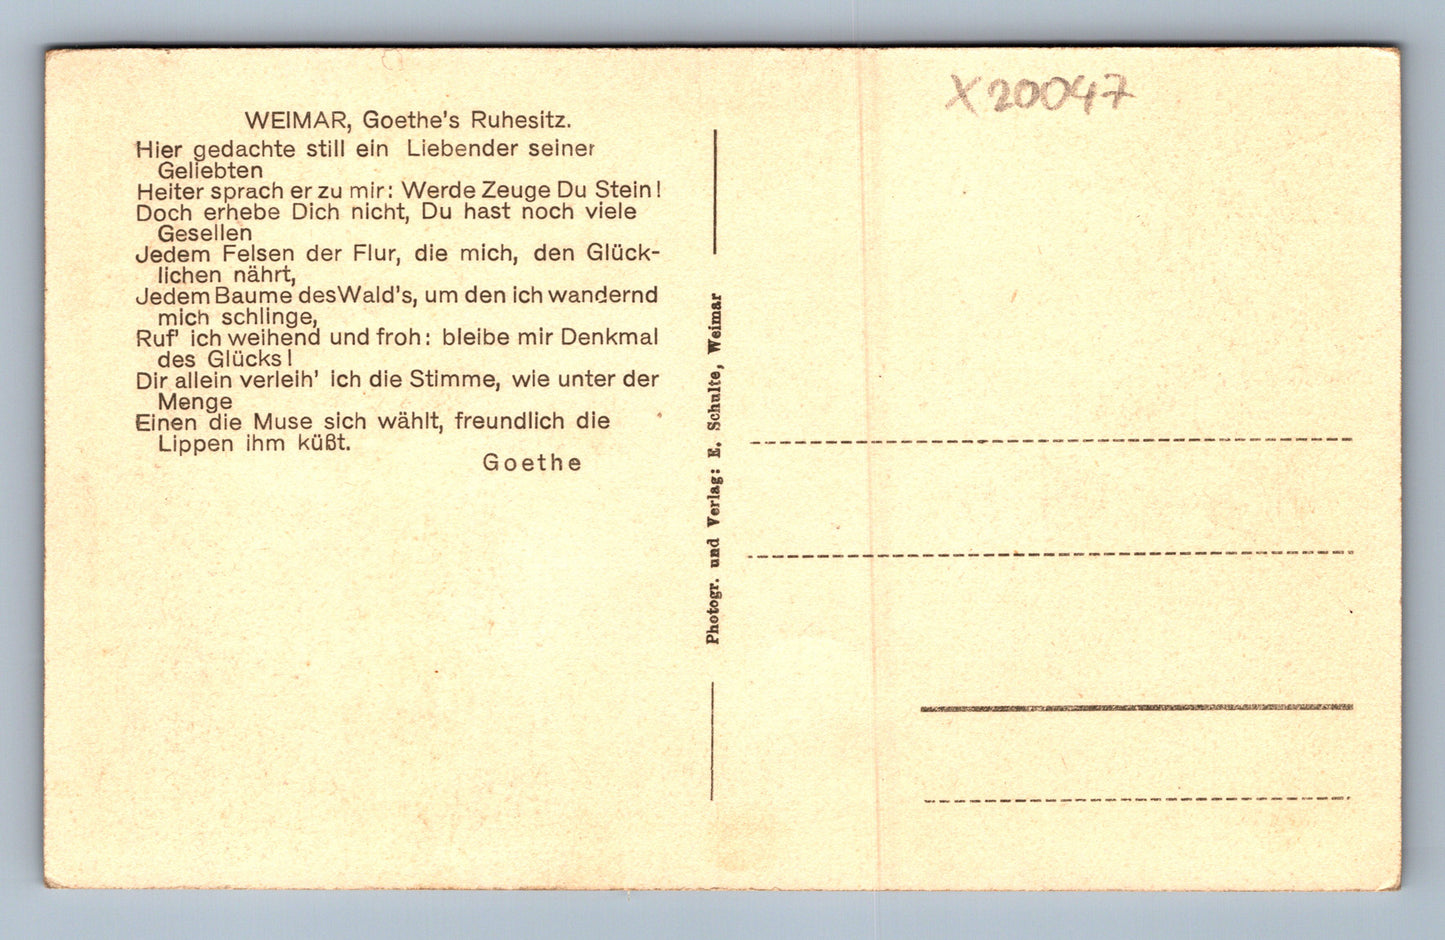 WEIMAR, Goethe's Ruhesitz.
Hier gedachte still ein Liebender seiner
Geliebten
Heiter sprach er zu mir: Werde Zeuge Du Stein!
Doch erhebe Dich nicht, Du hast noch viele
Gesellen
Jedem Felsen der Flur, die mich, den Glück-
lichen nährt,
Jedem Baume des Wald's, um den ich wandernd
mich schlinge,
Ruf' ich weihend und froh: bleibe mir Denkmal
des Glücks!
Dir allein verleih' ich die Stimme, wie unter der
Menge
Einen die Muse sich wählt, freundlich die
Lippen ihm küßt.
Goethe
Photogr. und Verlag: E. Schulte, Weimar
X20047